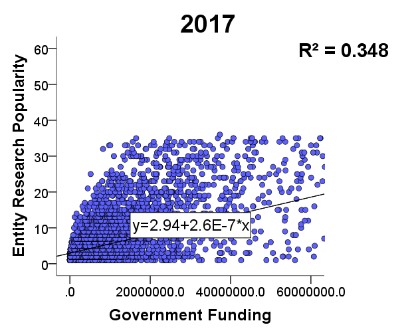 2017
R² = 0.348
Entity Research Popularity
60
50
40
30
20
10
0
y=2.94+2.6E-7*x
.0 20000000.0 40000000.0 60000000.0
Government Funding